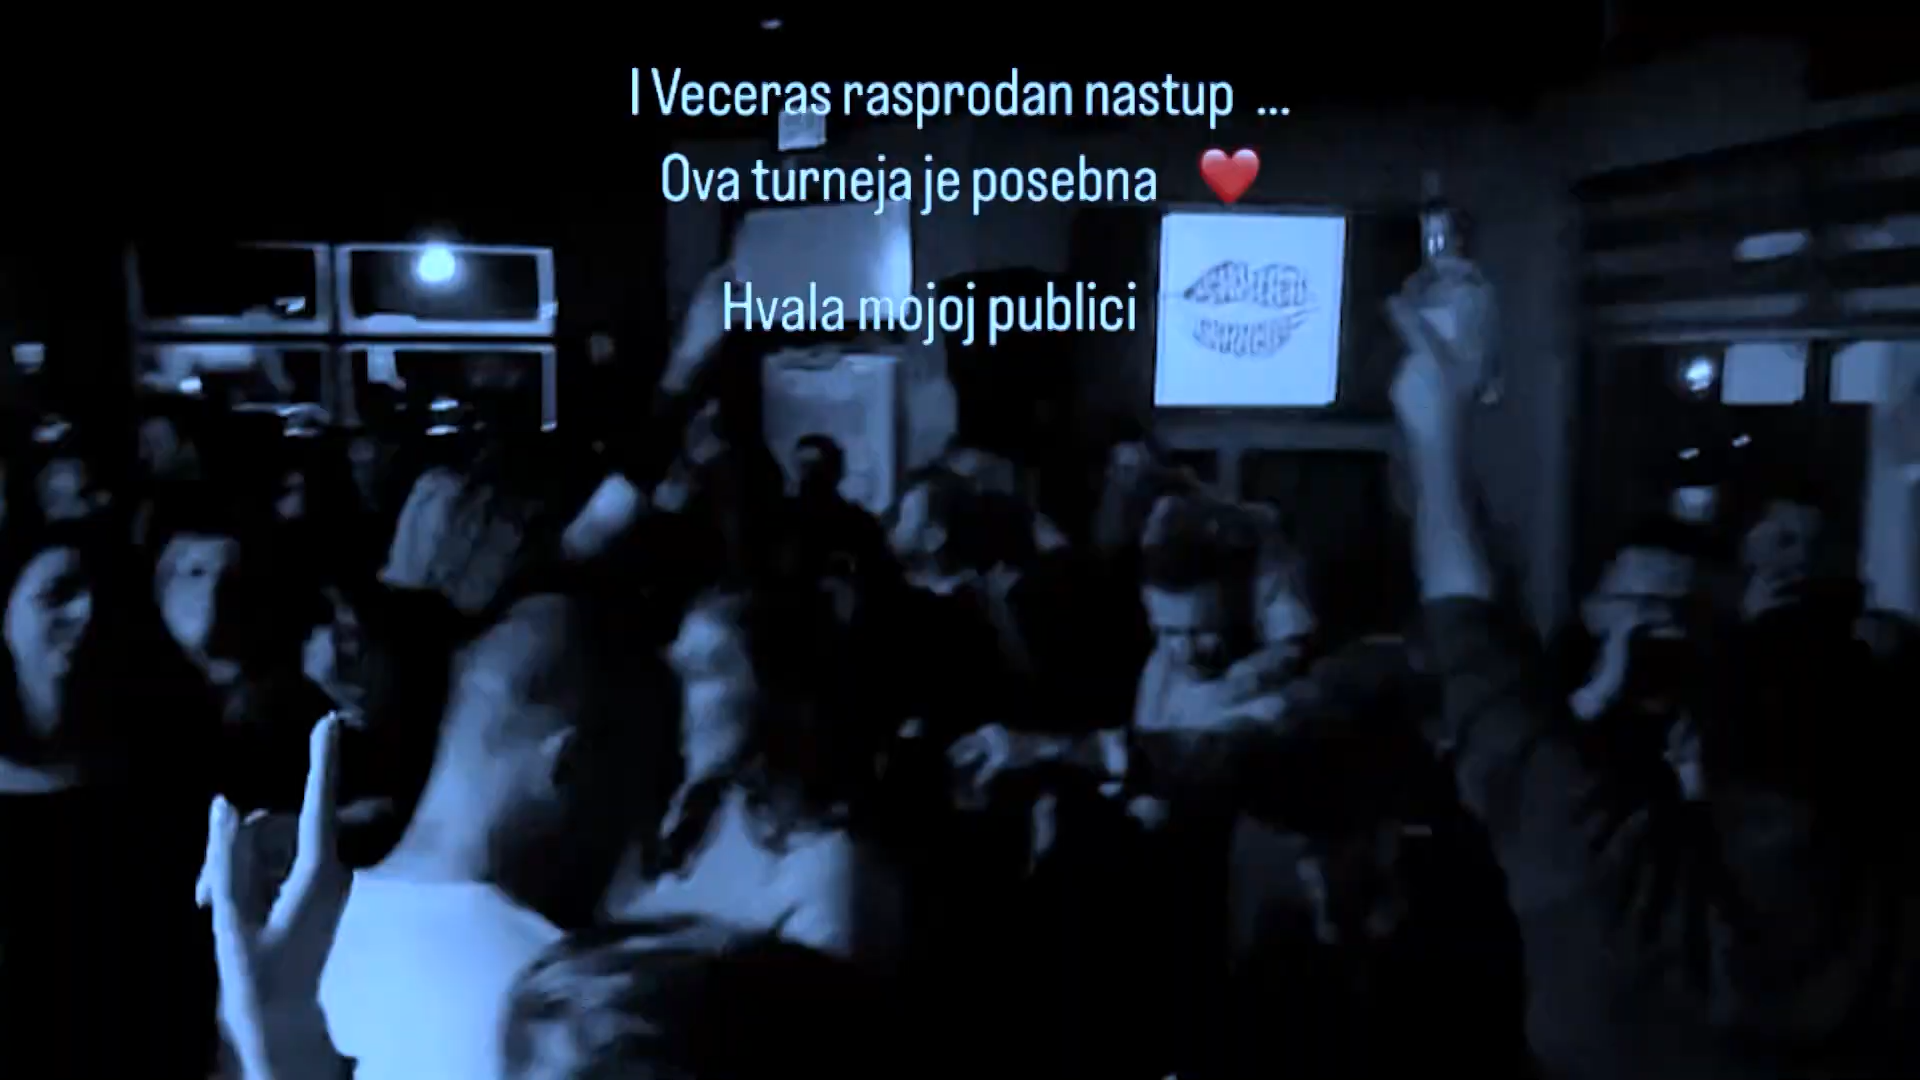 I Veceras rasprodan nastup ...
Ova turneja je posebna ❤️
Hvala mojoj publici